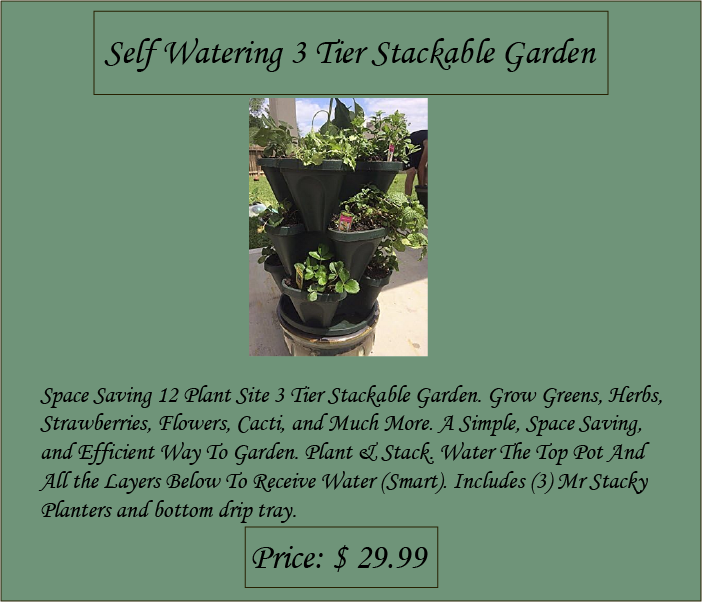 Self Watering 3 Tier Stackable Garden
Space Saving 12 Plant Site 3 Tier Stackable Garden. Grow Greens, Herbs,
Strawberries, Flowers, Cacti, and Much More. A Simple, Space Saving,
and Efficient Way To Garden. Plant & Stack. Water The Top Pot And
All the Layers Below To Receive Water (Smart). Includes (3) Mr Stacky
Planters and bottom drip tray.
Price: $ 29.99